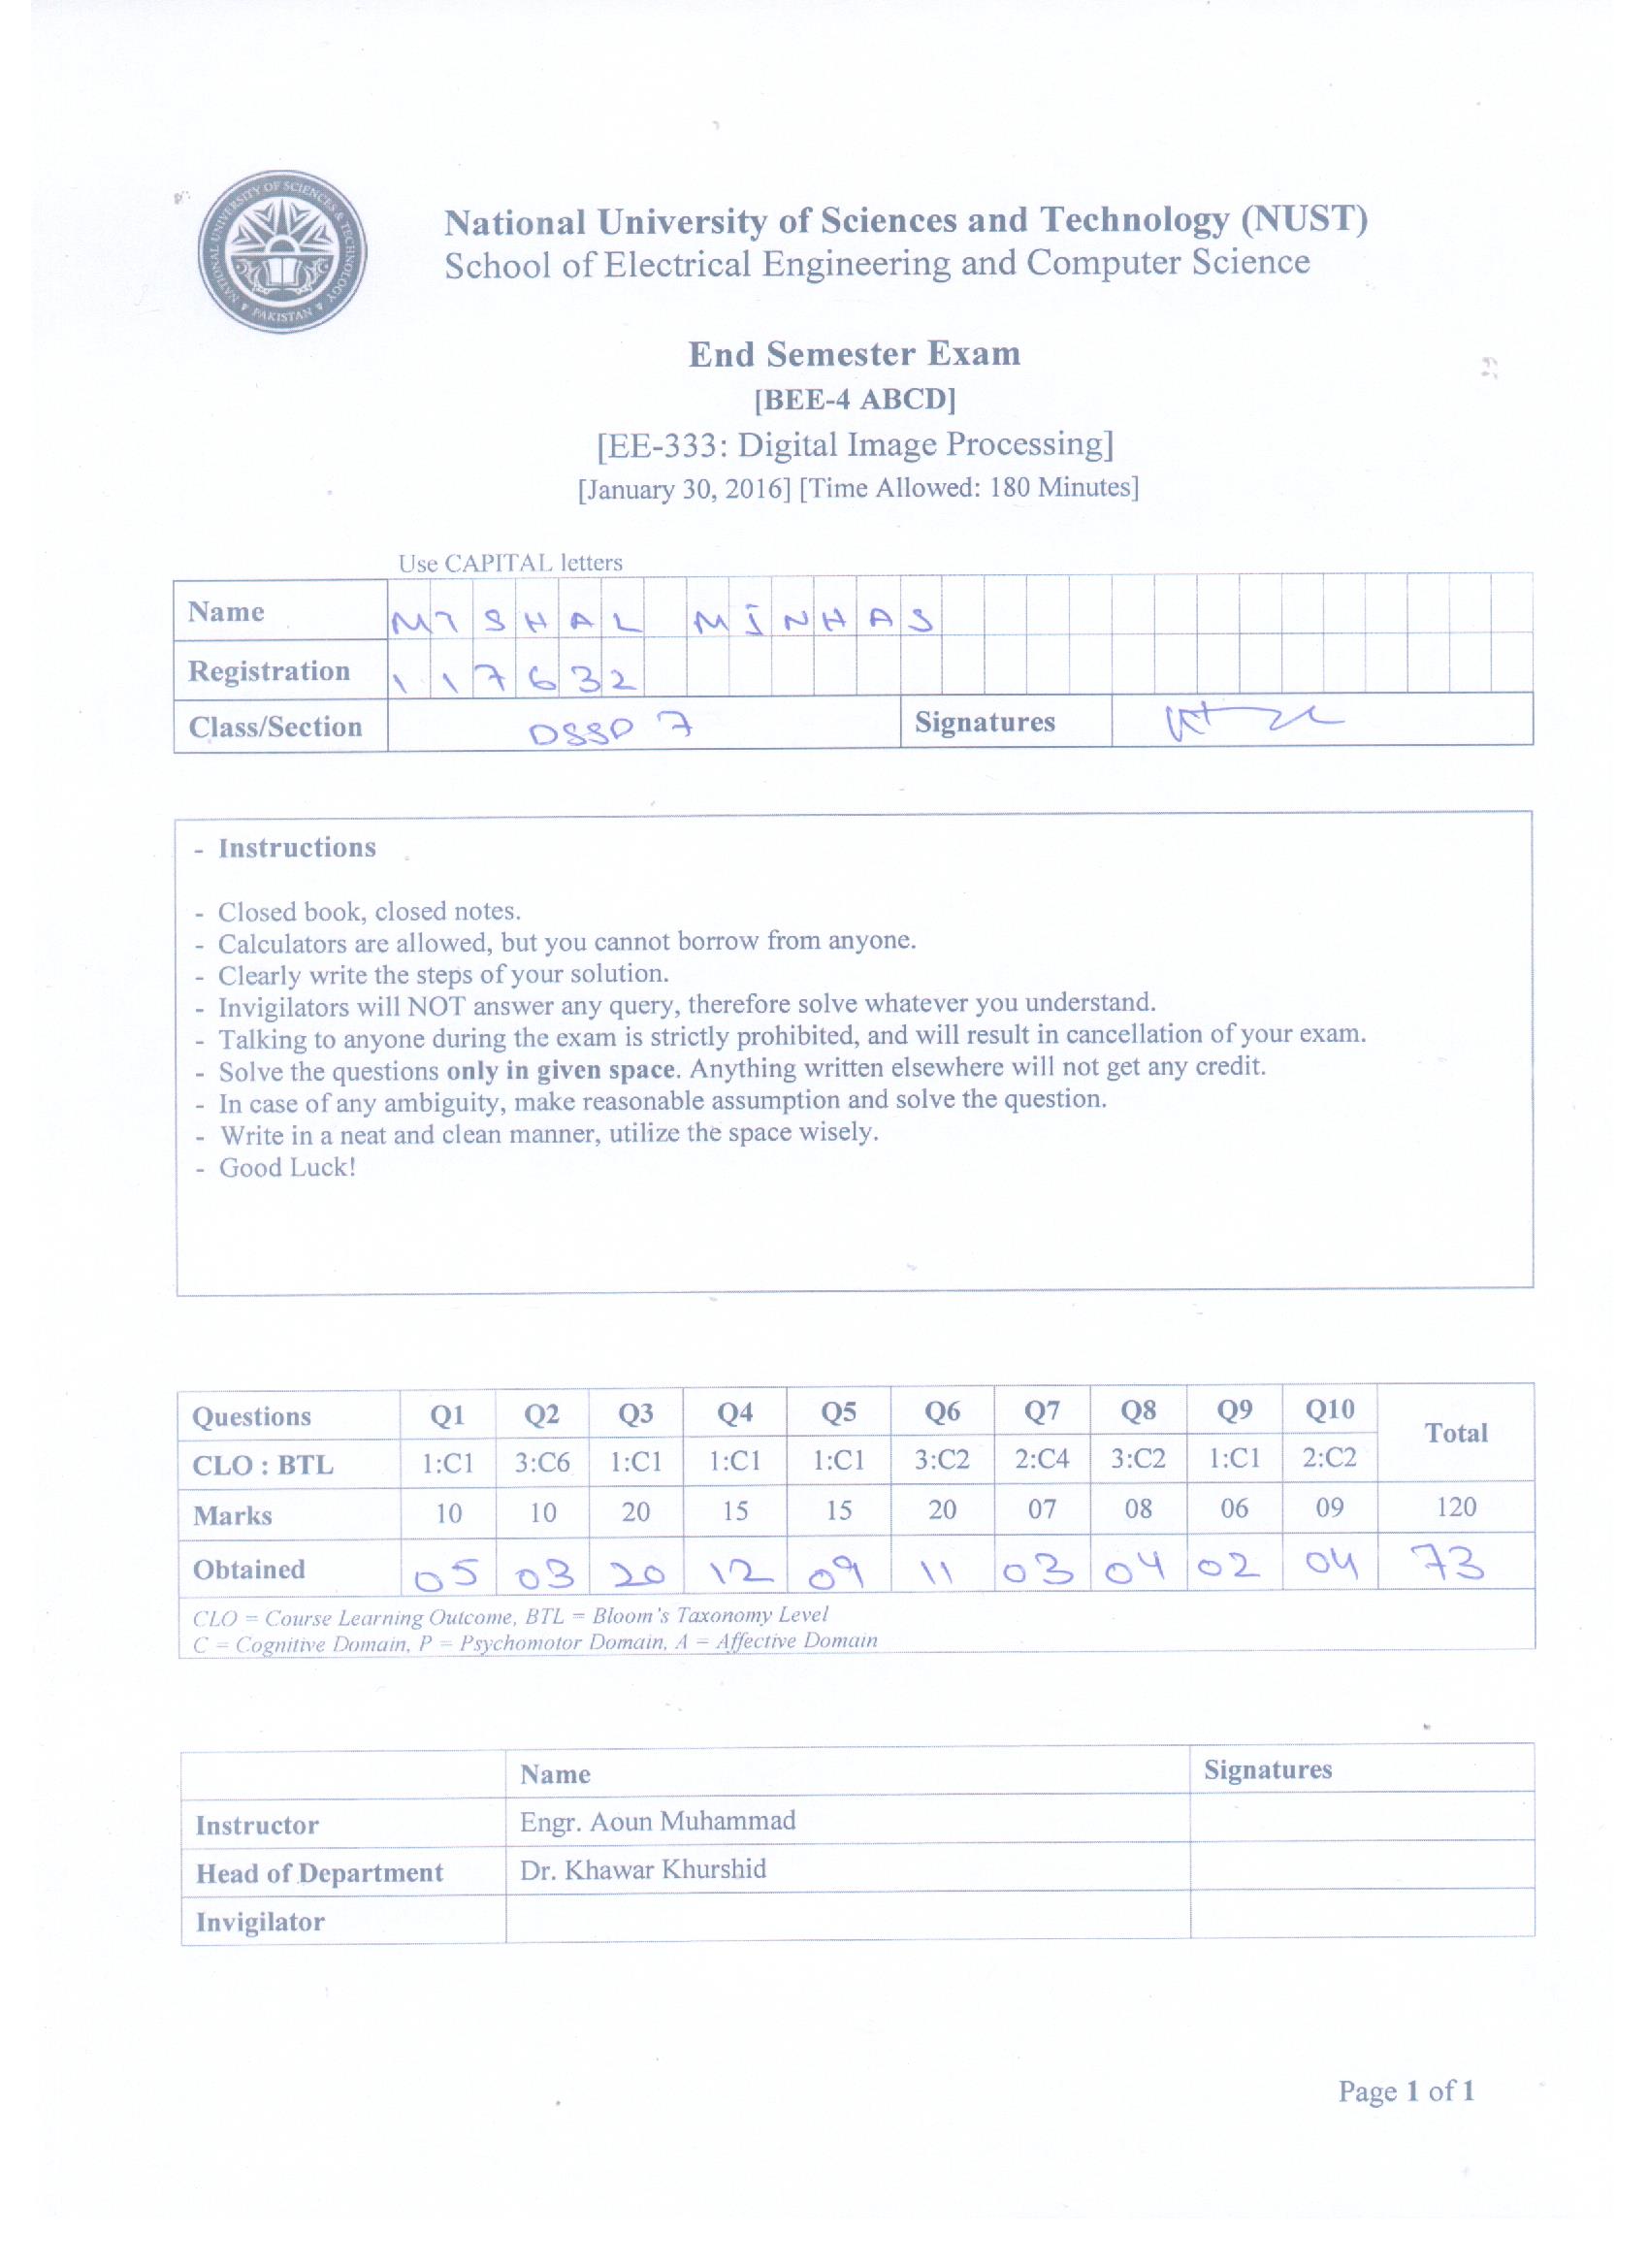 NATIONAL UNIVERSITY OF SCIENCES & TECHNOLOGY
PAKISTAN
National University of Sciences and Technology (NUST)
School of Electrical Engineering and Computer Science
End Semester Exam
[BEE-4 ABCD]
[EE-333: Digital Image Processing]
[January 30, 2016] [Time Allowed: 180 Minutes]
Use CAPITAL letters
Name MISHAL MINHAS
Registration 117632
Class/Section DSSD 7 Signatures
- Instructions
- Closed book, closed notes.
- Calculators are allowed, but you cannot borrow from anyone.
- Clearly write the steps of your solution.
- Invigilators will NOT answer any query, therefore solve whatever you understand.
- Talking to anyone during the exam is strictly prohibited, and will result in cancellation of your exam.
- Solve the questions only in given space. Anything written elsewhere will not get any credit.
- In case of any ambiguity, make reasonable assumption and solve the question.
- Write in a neat and clean manner, utilize the space wisely.
- Good Luck!
Questions Q1 Q2 Q3 Q4 Q5 Q6 Q7 Q8 Q9 Q10 Total
CLO : BTL 1:C1 3:C6 1:C1 1:C1 1:C1 3:C2 2:C4 3:C2 1:C1 2:C2
Marks 10 10 20 15 15 20 07 08 06 09 120
Obtained 05 03 20 12 09 11 03 04 02 04 73
CLO = Course Learning Outcome, BTL = Bloom's Taxonomy Level
C = Cognitive Domain, P = Psychomotor Domain, A = Affective Domain
Name Signatures
Instructor Engr. Aoun Muhammad
Head of Department Dr. Khawar Khurshid
Invigilator
Page 1 of 1